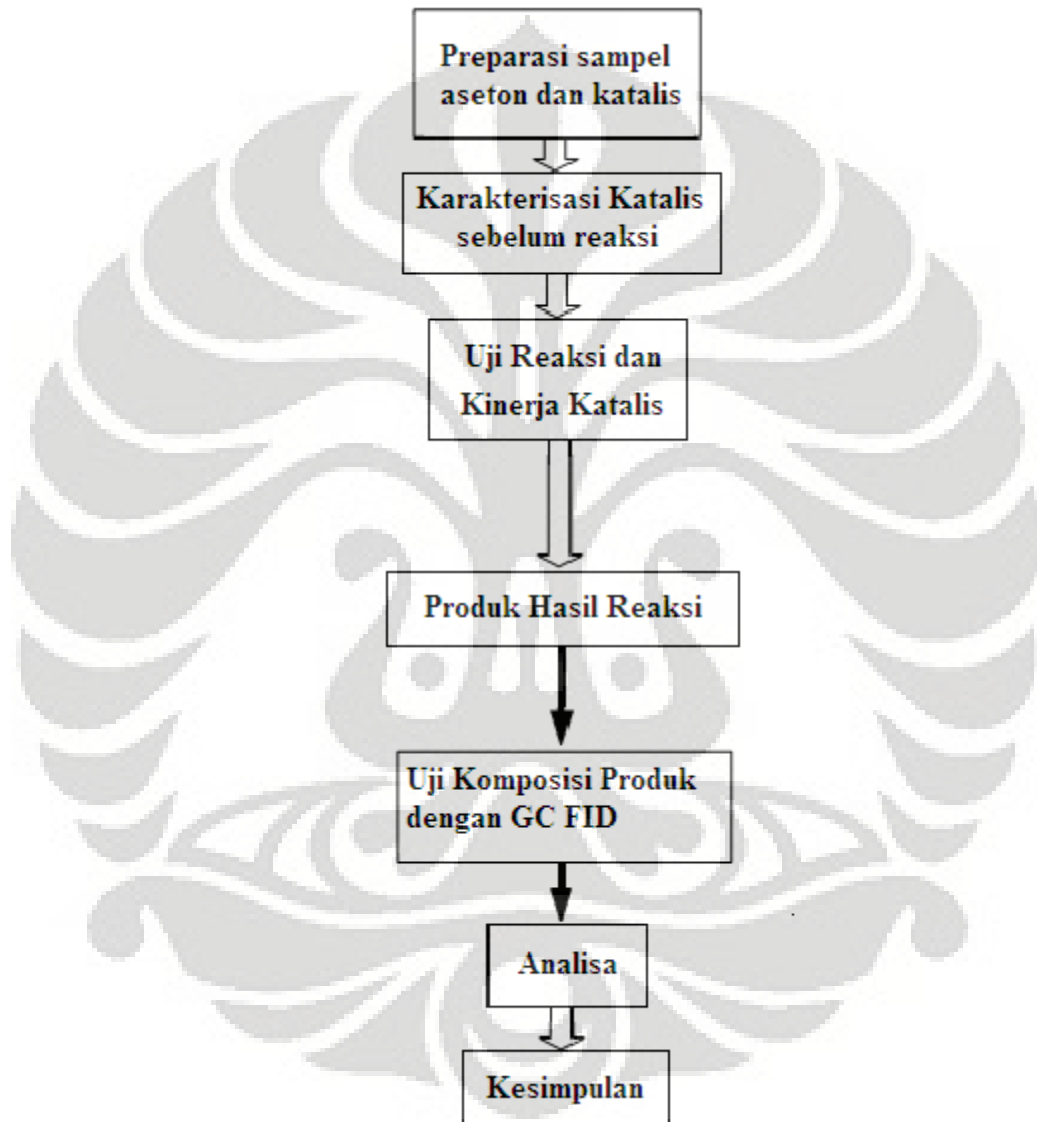 Preparasi sampel
aseton dan katalis
Karakterisasi Katalis
sebelum reaksi
Uji Reaksi dan
Kinerja Katalis
Produk Hasil Reaksi
Uji Komposisi Produk
dengan GC FID
Analisa
Kesimpulan